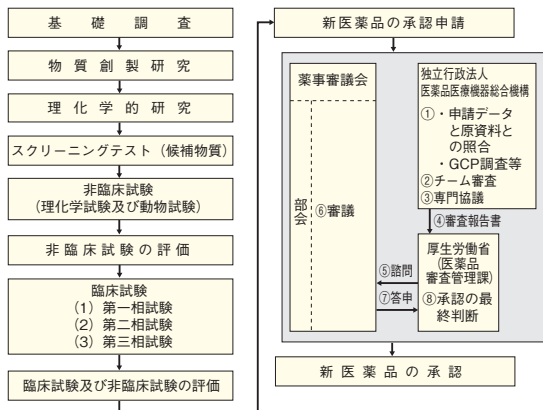 基礎調査
物質創製研究
理化学的研究
スクリーニングテスト（候補物質）
非臨床試験
（理化学試験及び動物試験）
非臨床試験の評価
臨床試験
（1）第一相試験
（2）第二相試験
（3）第三相試験
臨床試験及び非臨床試験の評価
新医薬品の承認申請
薬事審議会
部会
⑥審議
独立行政法人
医薬品医療機器総合機構
①・申請データ
と原資料と
の照合
・GCP調査等
②チーム審査
③専門協議
④審査報告書
厚生労働省
（医薬品
審査管理課）
⑤諮問
⑦答申
⑧承認の最
終判断
新医薬品の承認